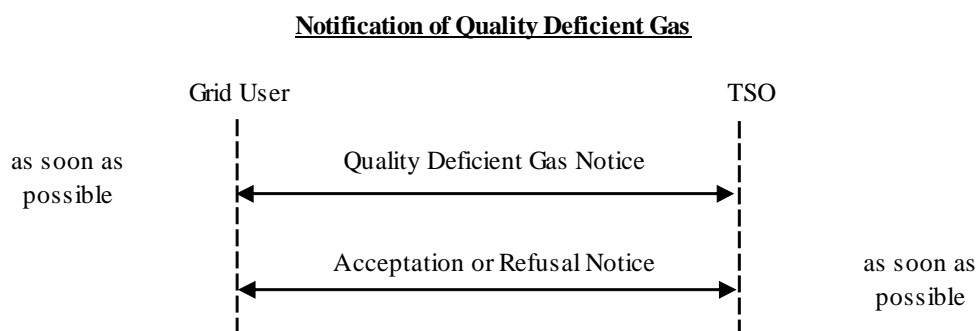 Notification of Quality Deficient Gas
Grid User
TSO
as soon as
possible
Quality Deficient Gas Notice
Acceptation or Refusal Notice
as soon as
possible